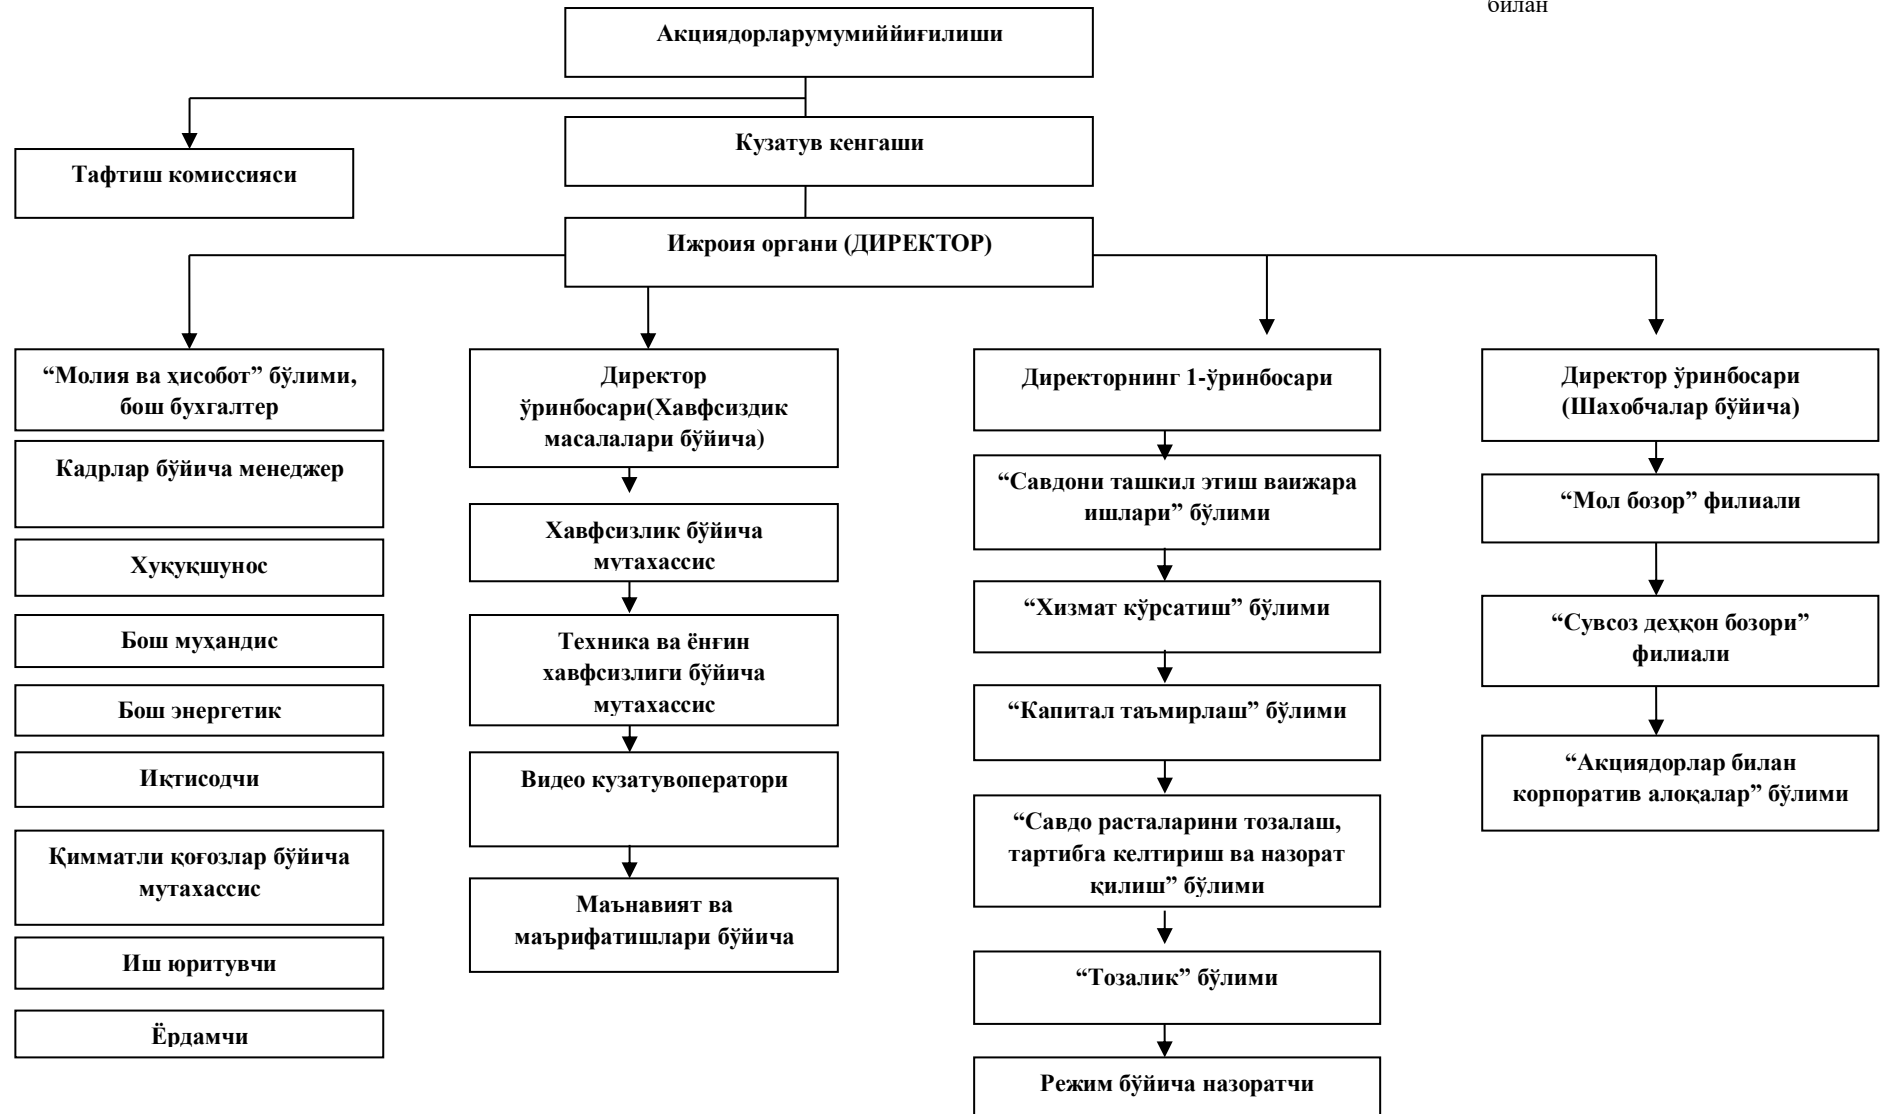 билан
Акциядорларумумиййиғилиши
Кузатув кенгаши
Тафтиш комиссияси
Ижроия органи (ДИРЕКТОР)
“Молия ва ҳисобот” бўлими,
бош бухгалтер
Кадрлар бўйича менеджер
Хуқуқшунос
Бош муҳандис
Бош энергетик
Иқтисодчи
Қимматли қоғозлар бўйича
мутахассис
Иш юритувчи
Ёрдамчи
Директор
ўринбосари(Хавфсиздик
масалалари бўйича)
Хавфсизлик бўйича
мутахассис
Техника ва ёнғин
хавфсизлиги бўйича
мутахассис
Видео кузатувоператори
Маънавият ва
маърифатишлари бўйича
Директорнинг 1-ўринбосари
“Савдони ташкил этиш ваижара
ишлари” бўлими
“Хизмат кўрсатиш” бўлими
“Капитал таъмирлаш” бўлими
“Савдо расталарини тозалаш,
тартибга келтириш ва назорат
қилиш” бўлими
“Тозалик” бўлими
Режим бўйича назоратчи
Директор ўринбосари
(Шахобчалар бўйича)
“Мол бозор” филиали
“Сувсоз деҳқон бозори”
филиали
“Акциядорлар билан
корпоратив алоқалар” бўлими